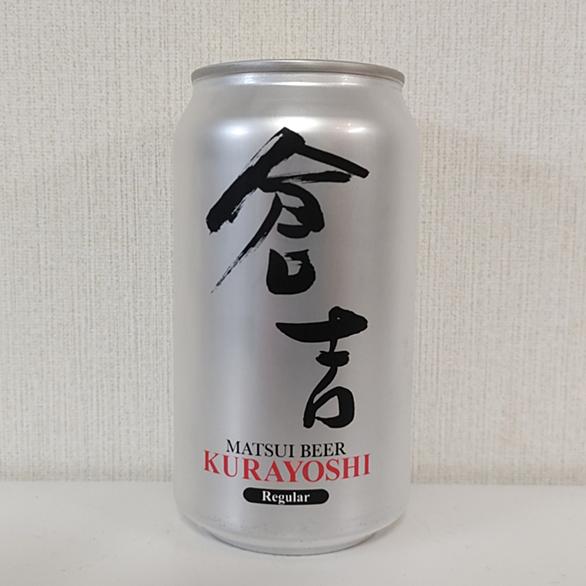 倉吉
MATSUI BEER
KURAYOSHI
Regular